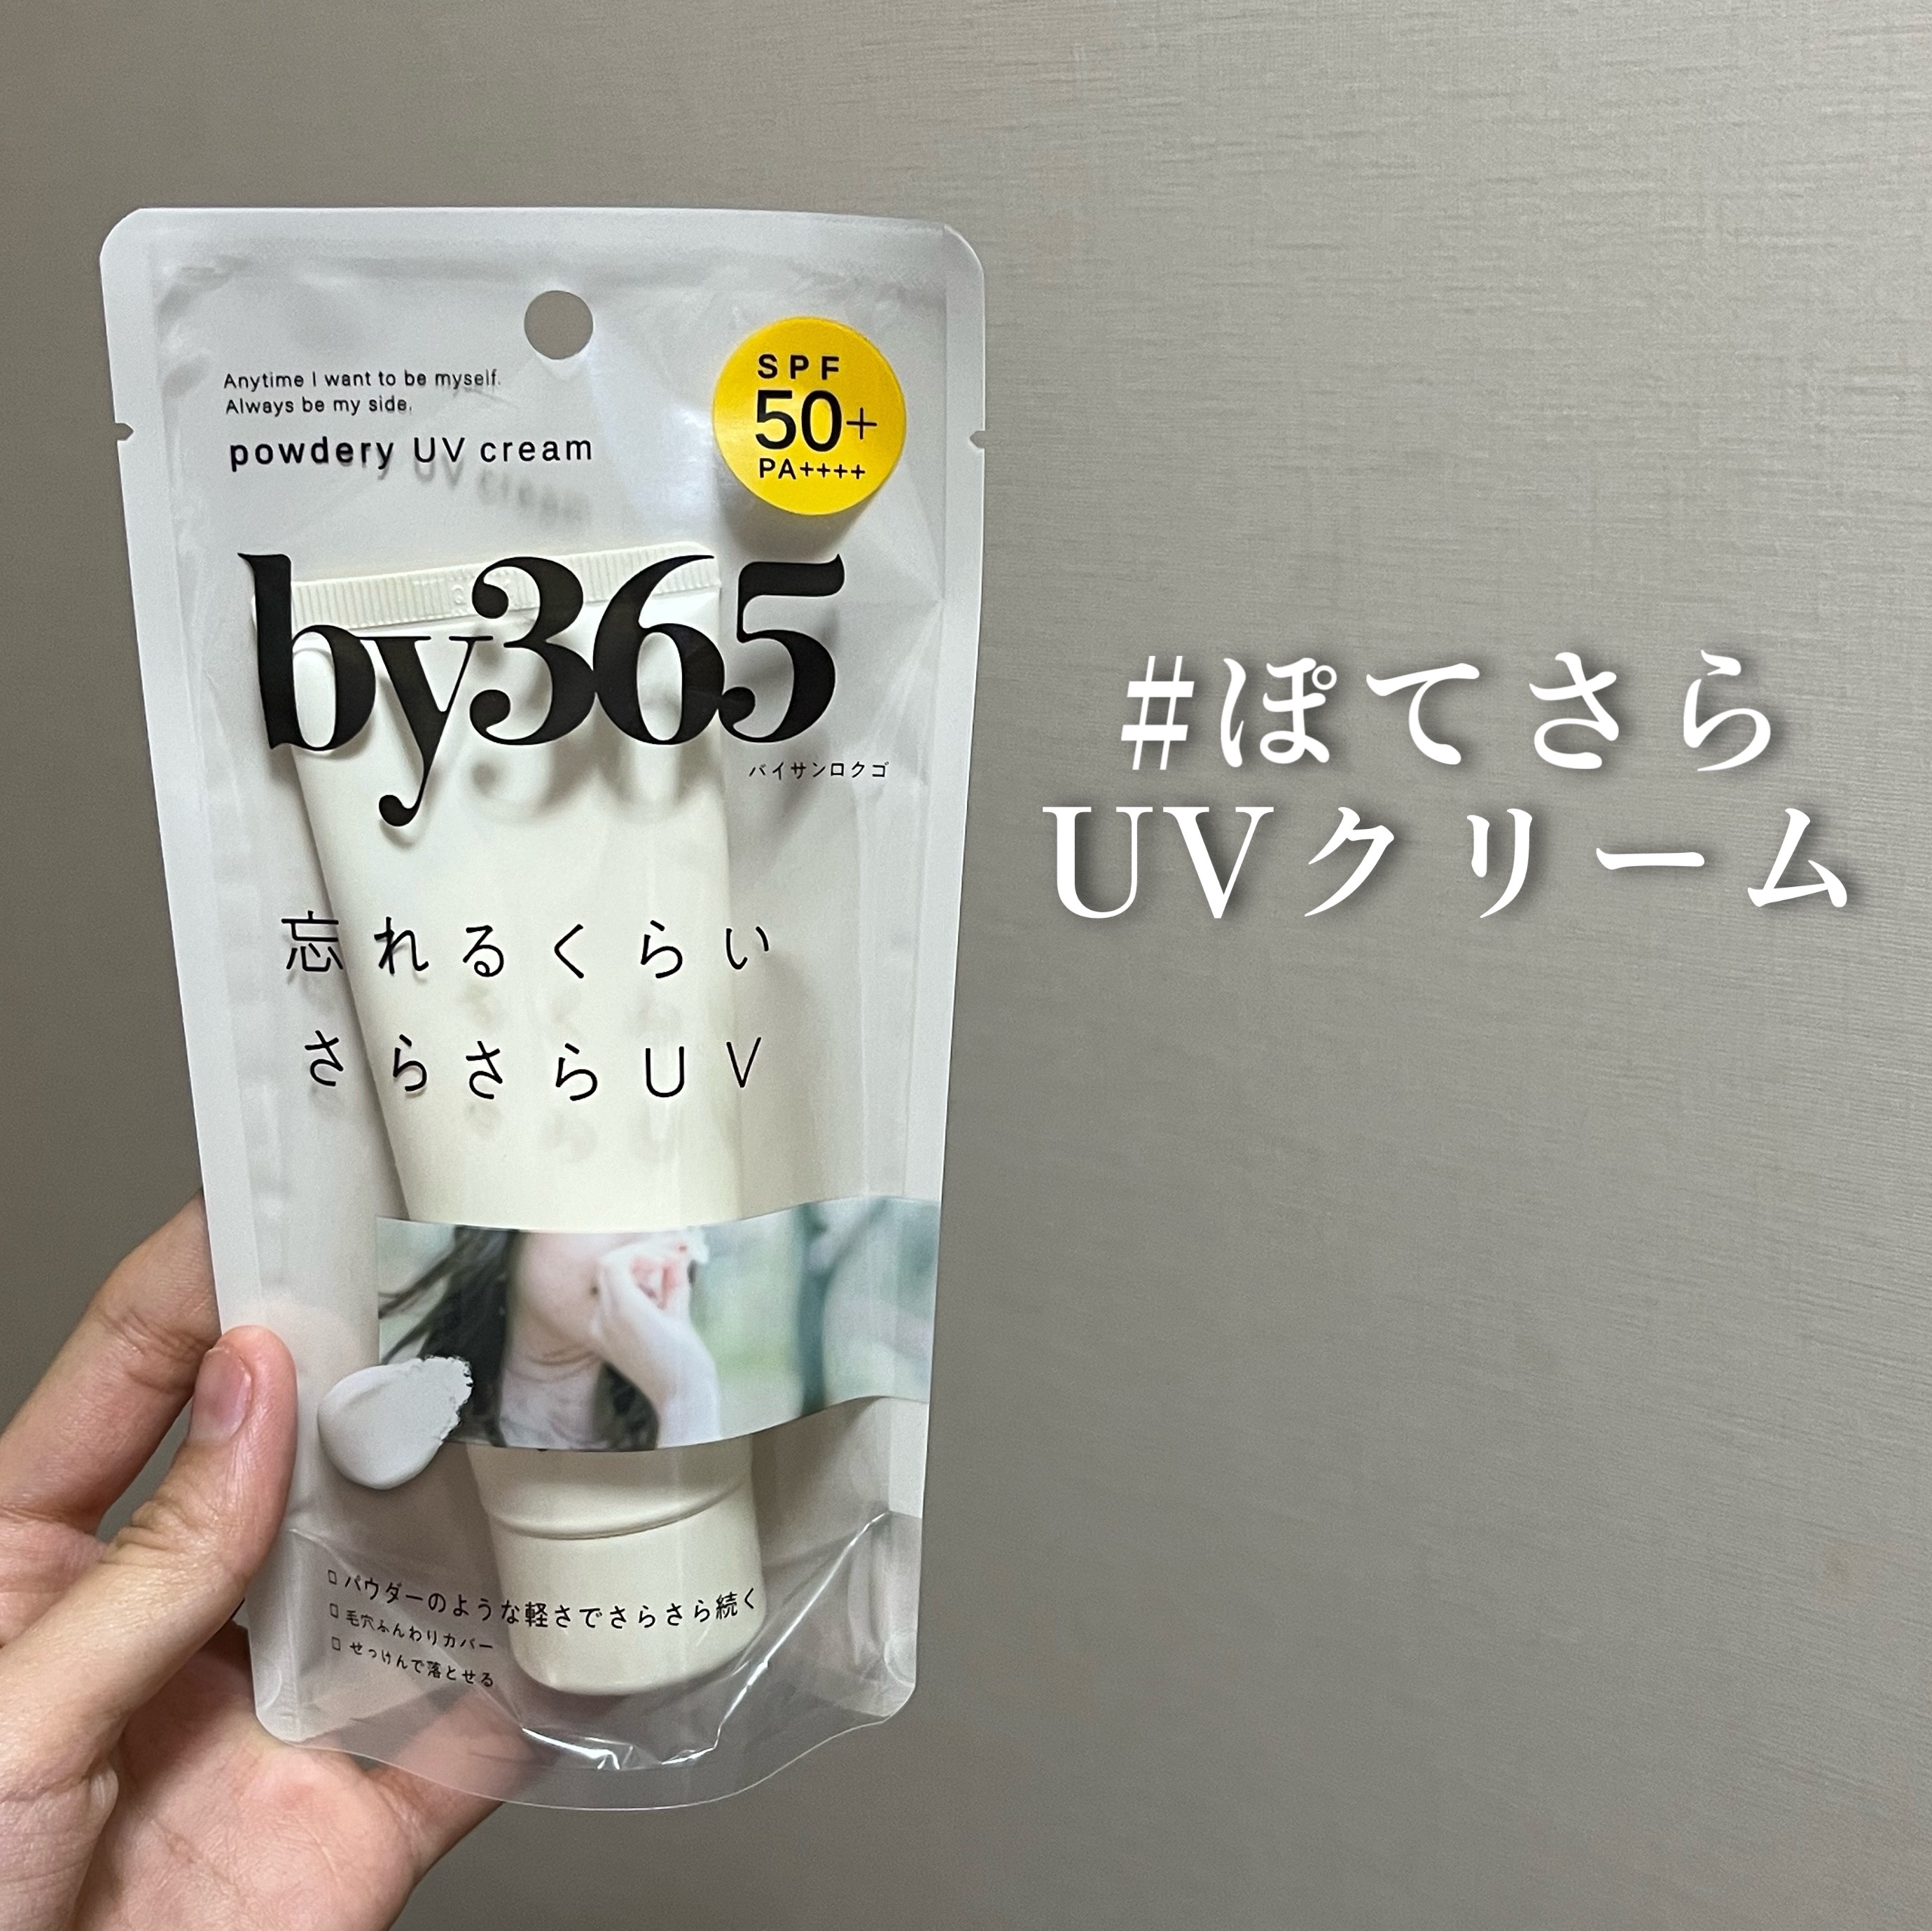 Anytime I want to be myself.
Always be my side.
powdery UV cream
SPF
50+
PA++++
by365
バイサンロクゴ
忘れるくらい
さらさらUV
□ パウダーのような軽さでさらさら続く
□ 毛穴ふんわりカバー
□ せっけんで落とせる
#ぽてさら
UVクリーム